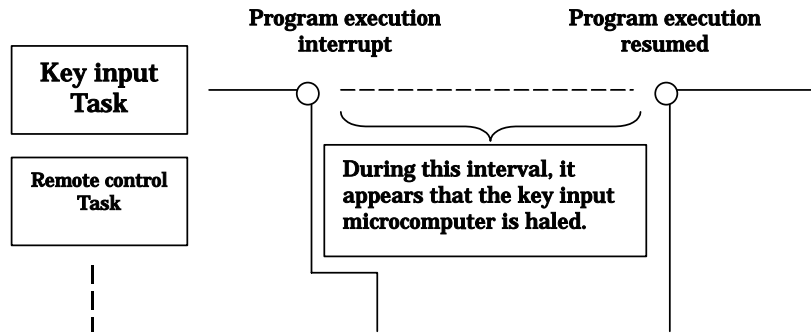 Program execution
interrupt
Program execution
resumed
Key input
Task
Remote control
Task
During this interval, it
appears that the key input
microcomputer is haled.